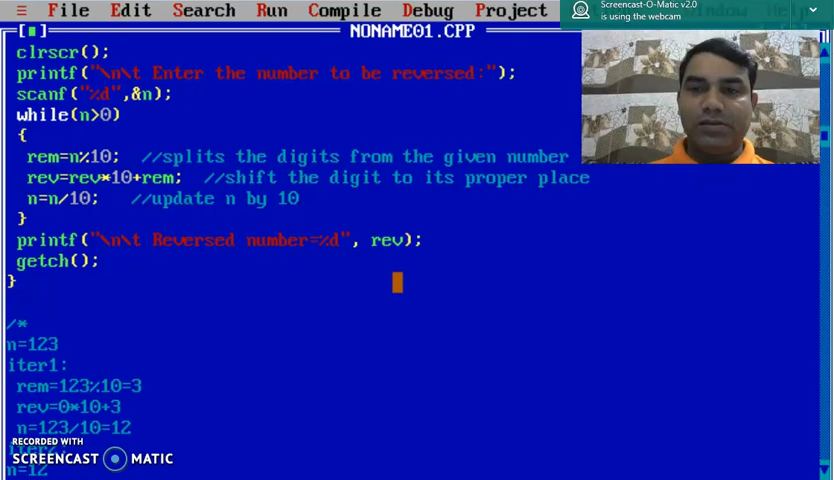 ≡ File Edit Search Run Compile Debug Project
Screencast-O-Matic v2.0
is using the webcam
NONAME01.CPP
clrscr();
printf("\n\t Enter the number to be reversed:");
scanf("%d",&n);
while(n>0)
{
rem=n%10; //splits the digits from the given number
rev=rev*10+rem; //shift the digit to its proper place
n=n/10; //update n by 10
}
printf("\n\t Reversed number=%d", rev);
getch();
}
/*
n=123
iter1:
rem=123%10=3
rev=0*10+3
n=123/10=12
RECORDED WITH
SCREENCAST MATIC
n=12